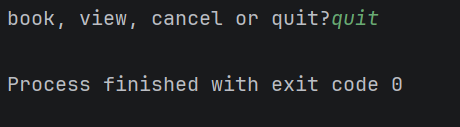 book, view, cancel or quit?quit
Process finished with exit code 0